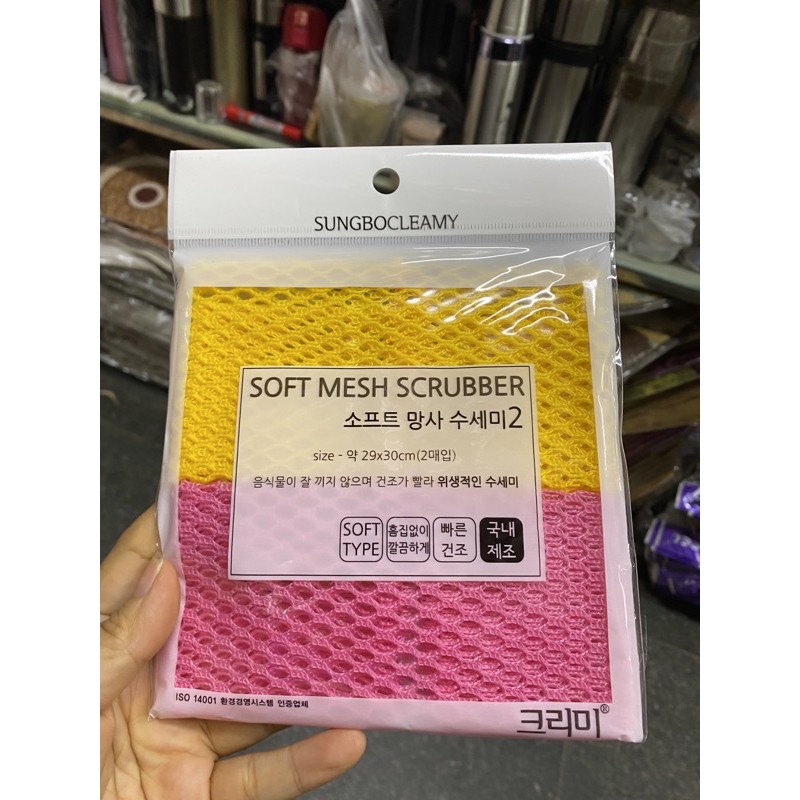 SUNGBOCLEAMY
SOFT MESH SCRUBBER
소프트 망사 수세미2
size - 약 29x30cm(2매입)
음식물이 잘 끼지 않으며 건조가 빨라 위생적인 수세미
SOFT TYPE
흠집없이 깔끔하게
빠른 건조
국내 제조
ISO 14001 환경경영시스템 인증업체
크리미®